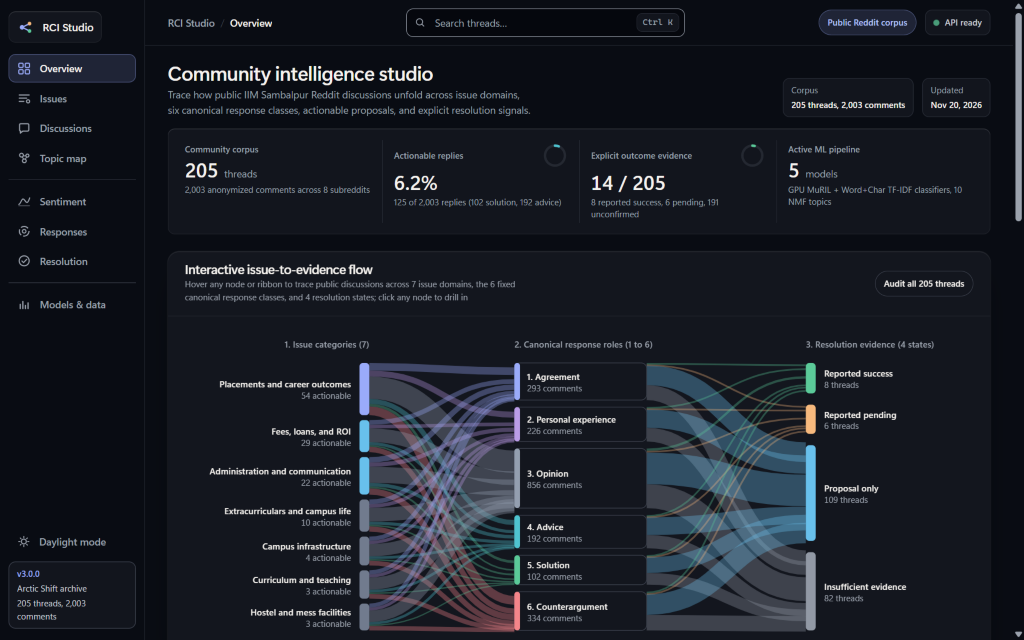 RCI Studio
RCI Studio / Overview
Search threads... Ctrl K
Public Reddit corpus
API ready
Overview
Issues
Discussions
Topic map
Sentiment
Responses
Resolution
Models & data
Daylight mode
v3.0.0
Arctic Shift archive
205 threads, 2,003
comments
Community intelligence studio
Trace how public IIM Sambalpur Reddit discussions unfold across issue domains,
six canonical response classes, actionable proposals, and explicit resolution signals.
Corpus
205 threads, 2,003 comments
Updated
Nov 20, 2026
Community corpus
205 threads
2,003 anonymized comments across 8 subreddits
Actionable replies
6.2%
125 of 2,003 replies (102 solution, 192 advice)
Explicit outcome evidence
14 / 205
8 reported success, 6 pending, 191
unconfirmed
Active ML pipeline
5 models
GPU MuRIL + Word+Char TF-IDF classifiers, 10
NMF topics
Interactive issue-to-evidence flow
Hover any node or ribbon to trace public discussions across 7 issue domains, the 6 fixed
canonical response classes, and 4 resolution states; click any node to drill in
Audit all 205 threads
1. Issue categories (7)
Placements and career outcomes
54 actionable
Fees, loans, and ROI
29 actionable
Administration and communication
22 actionable
Extracurriculars and campus life
10 actionable
Campus infrastructure
4 actionable
Curriculum and teaching
3 actionable
Hostel and mess facilities
3 actionable
2. Canonical response roles (1 to 6)
1. Agreement
293 comments
2. Personal experience
226 comments
3. Opinion
856 comments
4. Advice
192 comments
5. Solution
102 comments
6. Counterargument
334 comments
3. Resolution evidence (4 states)
Reported success
8 threads
Reported pending
6 threads
Proposal only
109 threads
Insufficient evidence
82 threads